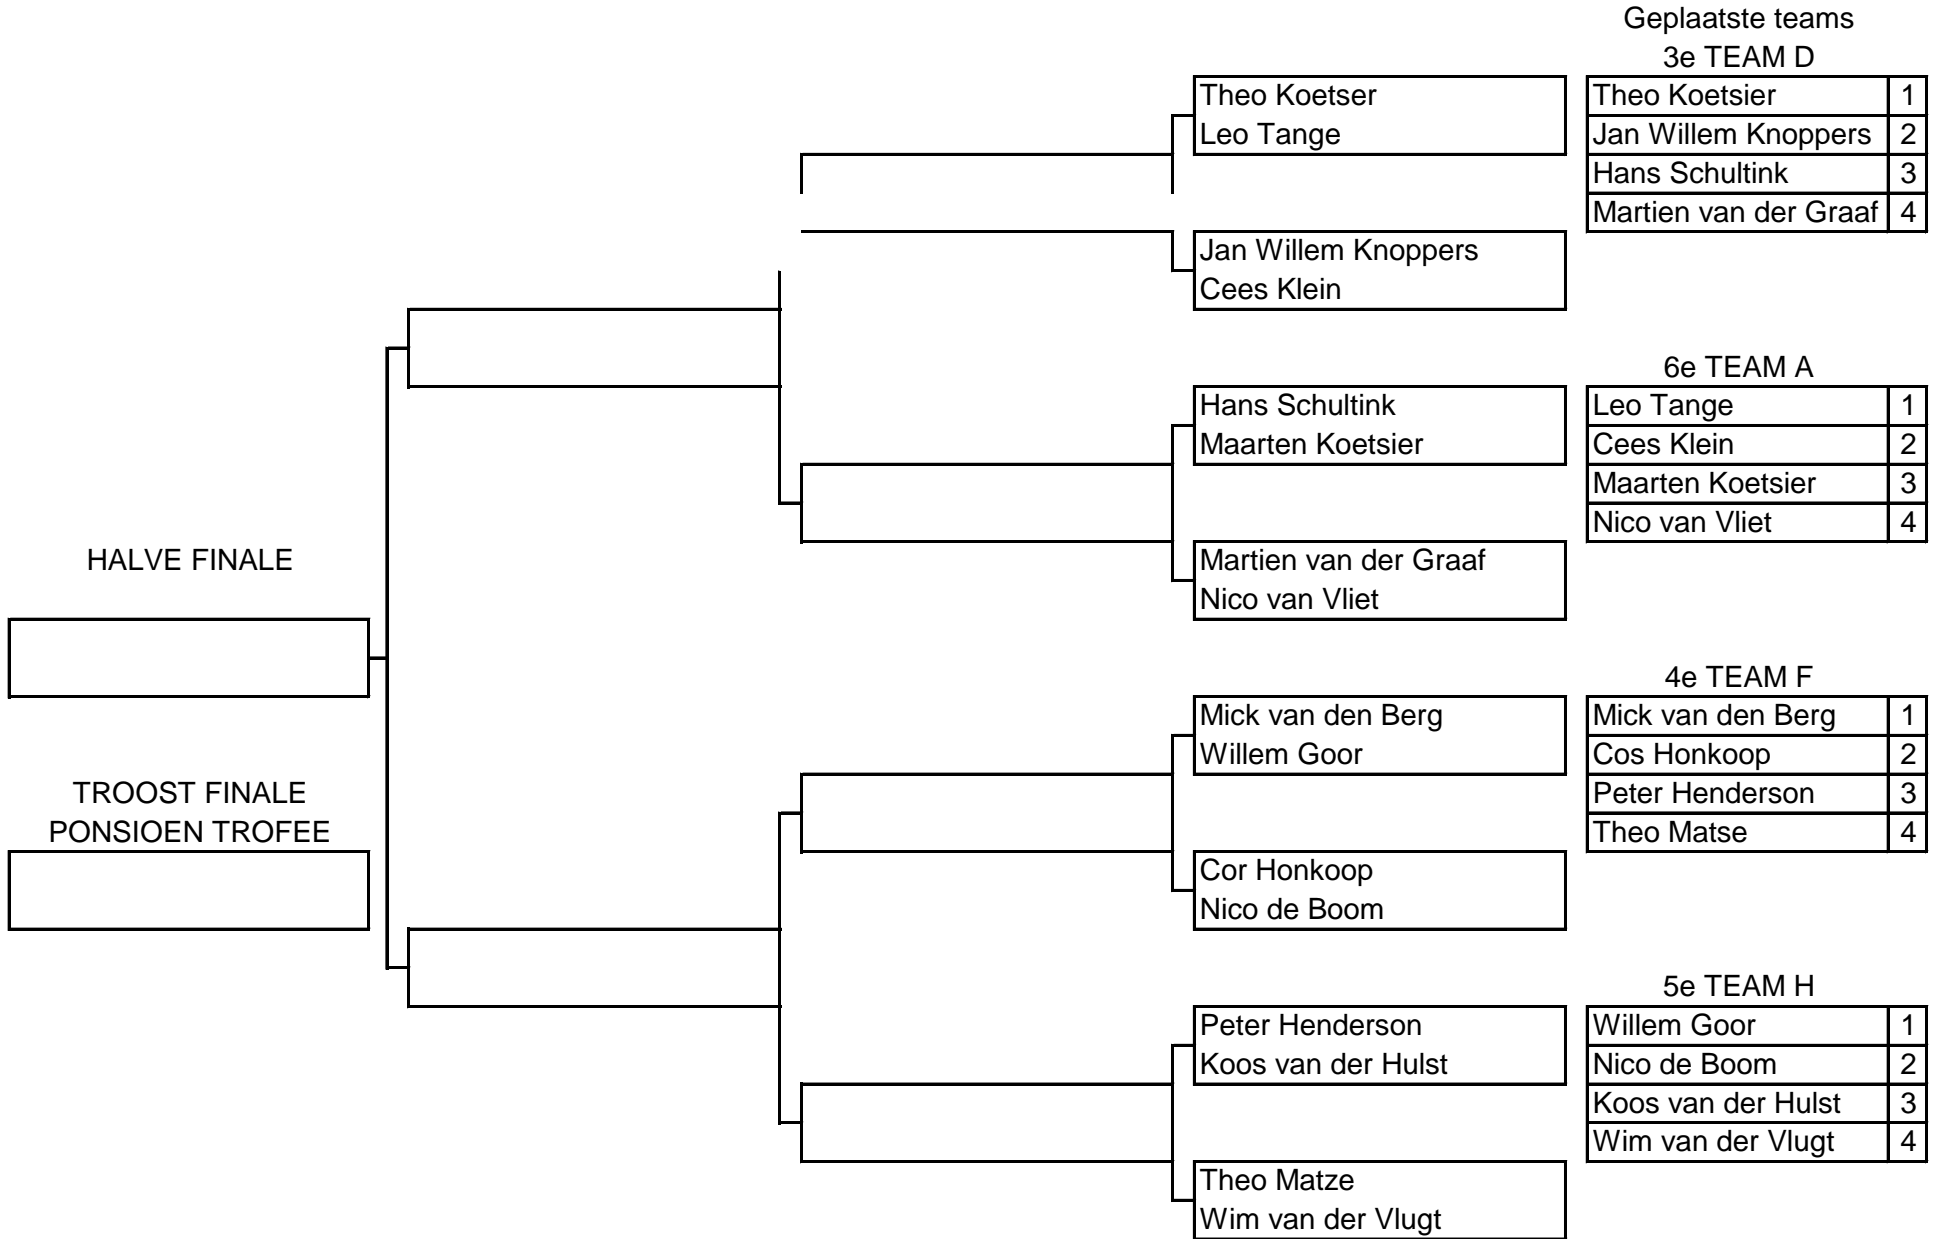 Geplaatste teams
3e TEAM D
Theo Koetser
Leo Tange
Theo Koetsier 1
Jan Willem Knoppers 2
Hans Schultink 3
Martien van der Graaf 4
Jan Willem Knoppers
Cees Klein
6e TEAM A
Hans Schultink
Maarten Koetsier
Leo Tange 1
Cees Klein 2
Maarten Koetsier 3
Nico van Vliet 4
HALVE FINALE
Martien van der Graaf
Nico van Vliet
4e TEAM F
Mick van den Berg
Willem Goor
Mick van den Berg 1
Cos Honkoop 2
Peter Henderson 3
Theo Matse 4
TROOST FINALE
PONSIOEN TROFEE
Cor Honkoop
Nico de Boom
5e TEAM H
Peter Henderson
Koos van der Hulst
Willem Goor 1
Nico de Boom 2
Koos van der Hulst 3
Wim van der Vlugt 4
Theo Matze
Wim van der Vlugt